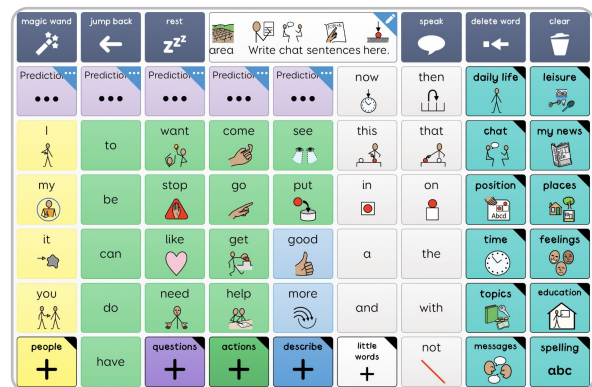 magic wand jump back rest area Write chat sentences here. speak delete word clear
Prediction Prediction Prediction Prediction Prediction now then daily life leisure
I to want come see this that chat my news
my be stop go put in on position places
Abcd
it can like get good a the time feelings
you do need help more and with topics education
people have questions actions describe little words not messages spelling
abc